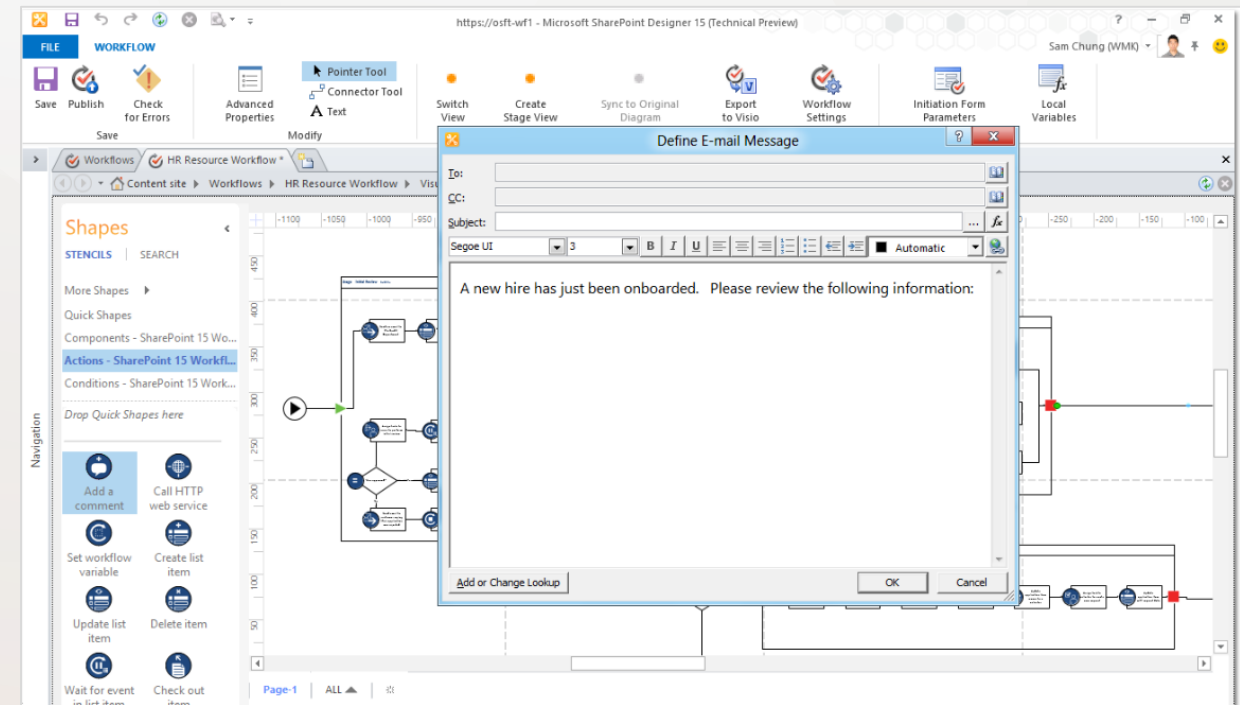 https://osft-wf1 - Microsoft SharePoint Designer 15 (Technical Preview)
FILE
WORKFLOW
Sam Chung (WMK)
Save
Publish
Check
for Errors
Advanced
Properties
Pointer Tool
Connector Tool
A Text
Switch
View
Create
Stage View
Sync to Original
Diagram
Export
to Visio
Workflow
Settings
Initiation Form
Parameters
Local
Variables
Save
Modify
Workflows
HR Resource Workflow *
Content site
Workflows
HR Resource Workflow
Define E-mail Message
To:
CC:
Subject:
...
fx
Segoe UI
3
B
I
U
Automatic
A new hire has just been onboarded. Please review the following information:
Add or Change Lookup
OK
Cancel
Navigation
Shapes
STENCILS
SEARCH
More Shapes
Quick Shapes
Components - SharePoint 15 Wo...
Actions - SharePoint 15 Workfl...
Conditions - SharePoint 15 Work...
Drop Quick Shapes here
Add a
comment
Call HTTP
web service
Set workflow
variable
Create list
item
Update list
item
Delete item
Wait for event
in list item
Check out
item
-1100
-1050
-1000
-950
-250
-200
-150
-100
450
400
350
300
250
200
150
100
50
Page-1
ALL